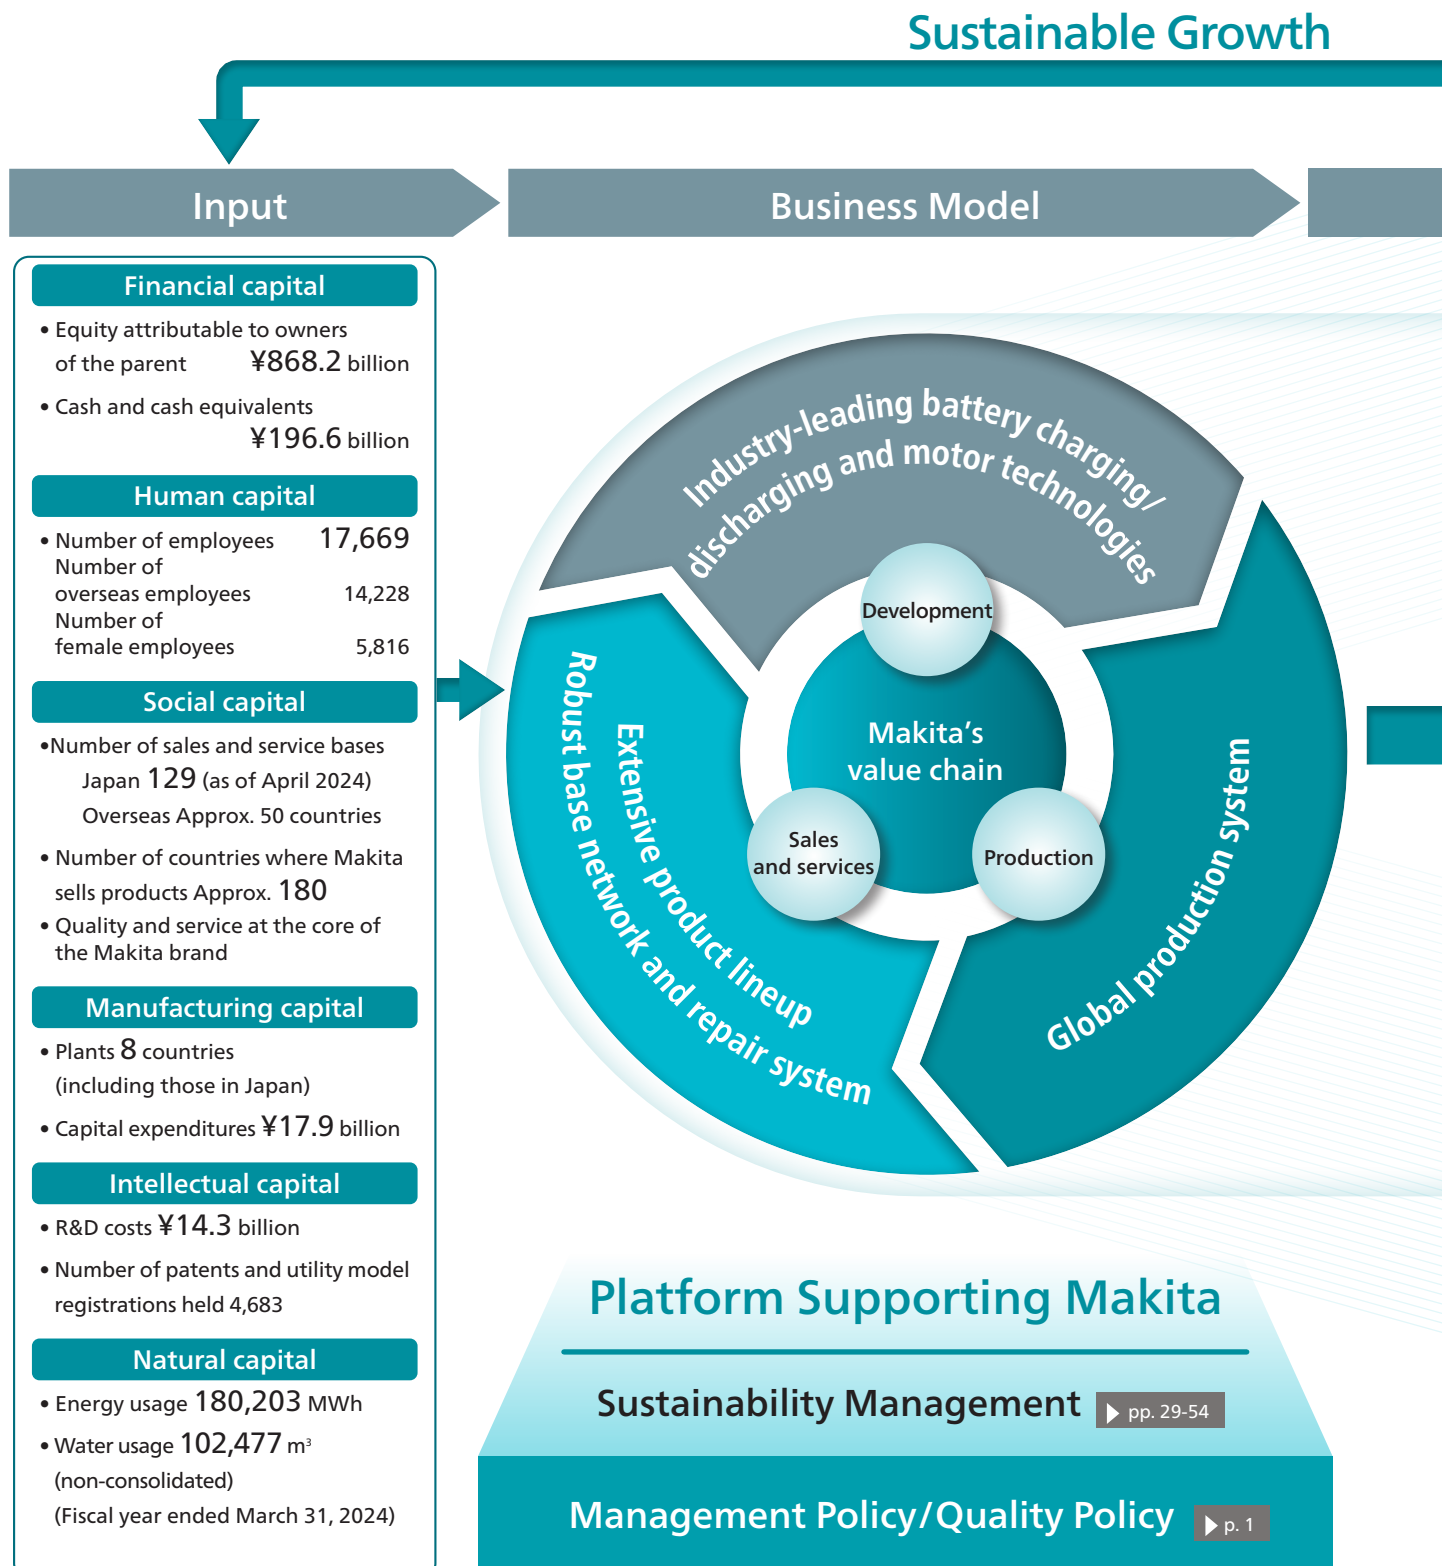 Sustainable Growth
Input
Business Model
Financial capital
• Equity attributable to owners
of the parent ¥868.2 billion
• Cash and cash equivalents
¥196.6 billion
Human capital
• Number of employees 17,669
Number of
overseas employees 14,228
Number of
female employees 5,816
Social capital
•Number of sales and service bases
Japan 129 (as of April 2024)
Overseas Approx. 50 countries
• Number of countries where Makita
sells products Approx. 180
• Quality and service at the core of
the Makita brand
Manufacturing capital
• Plants 8 countries
(including those in Japan)
• Capital expenditures ¥17.9 billion
Intellectual capital
• R&D costs ¥14.3 billion
• Number of patents and utility model
registrations held 4,683
Natural capital
• Energy usage 180,203 MWh
• Water usage 102,477 m³
(non-consolidated)
(Fiscal year ended March 31, 2024)
Industry-leading battery charging/
discharging and motor technologies
Development
Makita's
value chain
Sales
and services
Production
Extensive product lineup
Robust base network and repair system
Global production system
Platform Supporting Makita
Sustainability Management pp. 29-54
Management Policy/Quality Policy p. 1